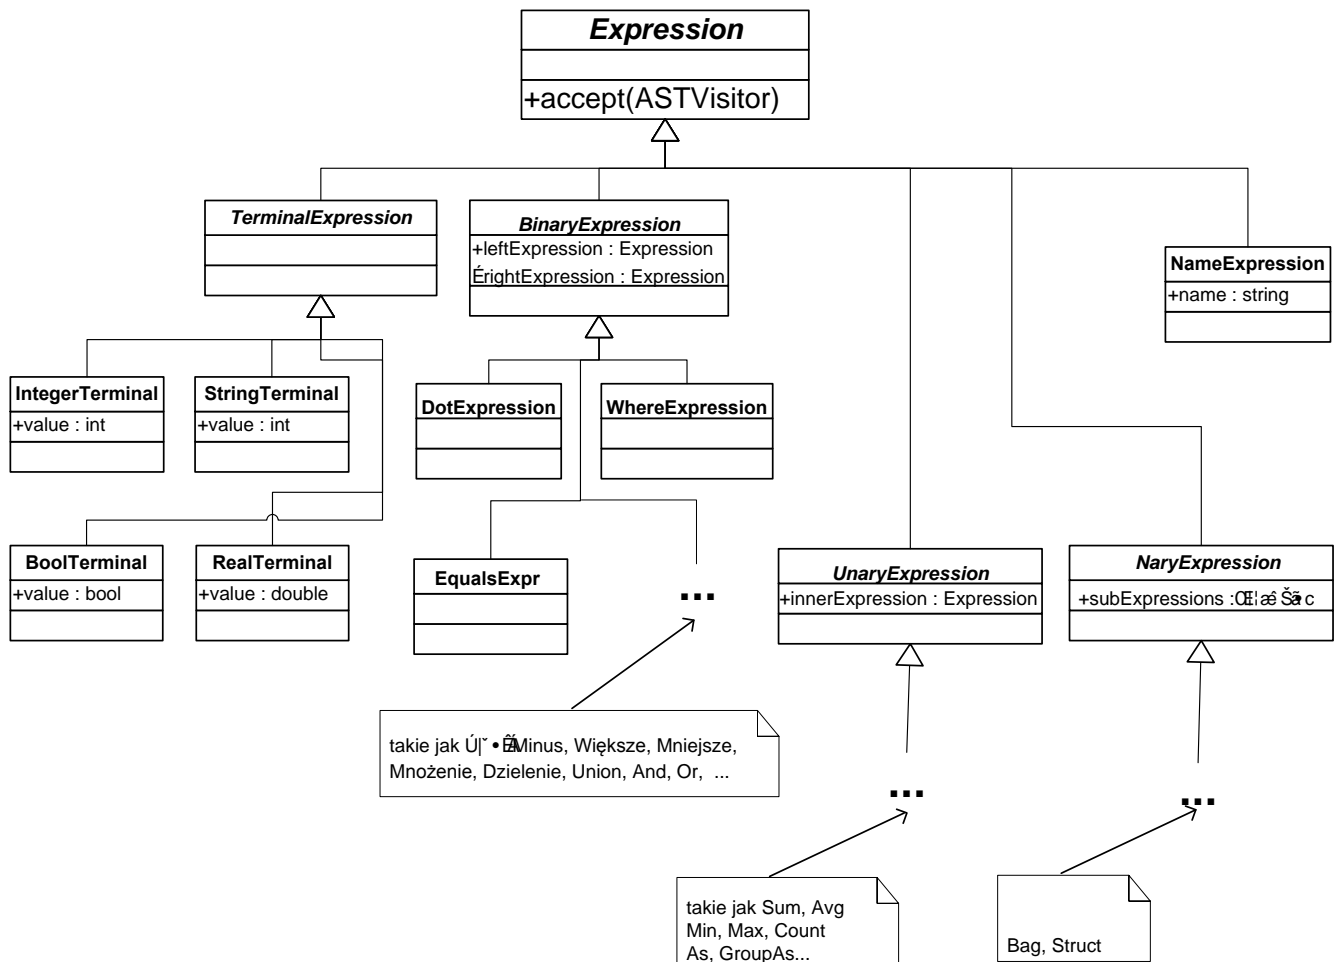 Expression
+accept(ASTVisitor)
TerminalExpression
BinaryExpression
+leftExpression : Expression
ÉrightExpression : Expression
NameExpression
+name : string
IntegerTerminal
+value : int
StringTerminal
+value : int
DotExpression
WhereExpression
BoolTerminal
+value : bool
RealTerminal
+value : double
EqualsExpr
...
UnaryExpression
+innerExpression : Expression
NaryExpression
+subExpressions :
takie jak Minus, Większe, Mniejsze,
Mnożenie, Dzielenie, Union, And, Or, ...
...
...
takie jak Sum, Avg
Min, Max, Count
As, GroupAs...
Bag, Struct